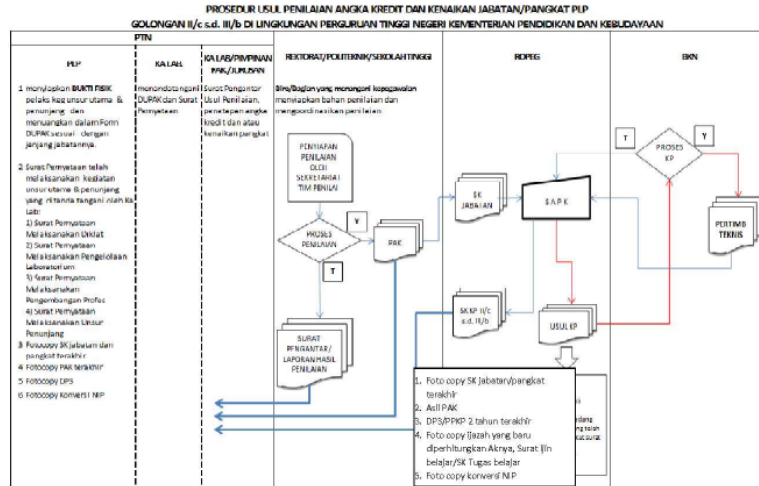 PROSEDUR USUL PENILAIAN ANGKA KREDIT DAN KENAIKAN JABATAN/PANGKAT PLP
GOLONGAN II/c s.d. III/b DI LINGKUNGAN PERGURUAN TINGGI NEGERI KEMENTERIAN PENDIDIKAN DAN KEBUDAYAAN
PTN
PLP
KA LAB
KA LAB/PIMPINAN
PAK/JURUSAN
REKTORAT/POLITEKNIK/SEKOLAH TINGGI
ROPEG
BKN
1 menyiapkan BUKTI FISIK
pelaks keg unsur utama &
penunjang dan
menuangkan dalam Form
DUPAK sesuai dengan
jenjang jabatannya.
2 Surat Pernyataan telah
melaksanakan kegiatan
unsur utama & penunjang
yang ditanda tangani oleh Ka
Lab:
1) Surat Pernyataan
Melaksanakan Diklat
2) Surat Pernyataan
Melaksanakan Pengelolaan
Laboratorium
3) Surat Pernyataan
Melaksanakan
Pengembangan Profes
4) Surat Pernyataan
Melaksanakan Unsur
Penunjang
3 Fotocopy SK jabatan dan
pangkat terakhir
4 Fotocopy PAK terakhir
5 Fotocopy DP3
6 Fotocopy Konversi NIP
menandatangani
DUPAK dan Surat
Pernyataan
Surat Pengantar
Usul Penilaian,
penetapan angka
kredit dan atau
kenaikan pangkat
Biro/Bagian yang menangani kepegawaian
menyiapkan bahan penilaian dan
mengoordinasikan penilaian
PENYIAPAN
PENILAIAN
OLEH
SEKRETARIAT
TIM PENILAI
PROSES
PENILAIAN
Y
T
PAK
SURAT
PENGANTAR/
LAPORAN HASIL
PENILAIAN
SK
JABATAN
S A P K
SK KP II/c
s.d. III/b
USUL KP
T
PROSES
KP
Y
PERTIMB
TEKNIS
1. Foto copy SK jabatan/pangkat
terakhir
2. Asli PAK
3. DP3/PPKP 2 tahun terakhir
4. Foto copy ijazah yang baru
diperhitungkan Aknya, Surat Ijin
belajar/SK Tugas belajar
5. Foto copy konversi NIP